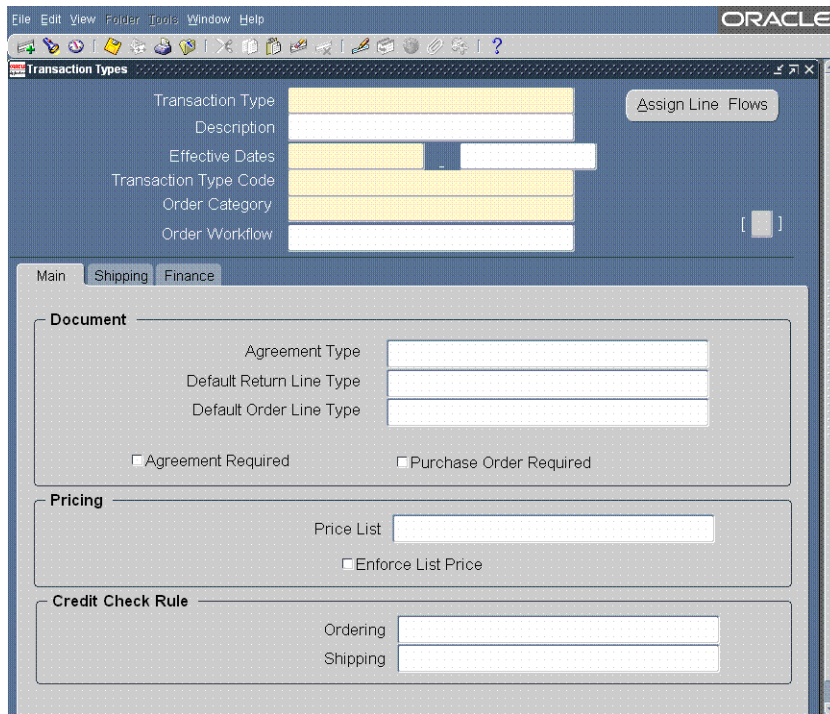 File Edit View Folder Tools Window Help
ORACLE
Transaction Types
Transaction Type
Assign Line Flows
Description
Effective Dates
-
Transaction Type Code
Order Category
Order Workflow
[ ]
Main Shipping Finance
Document
Agreement Type
Default Return Line Type
Default Order Line Type
Agreement Required
Purchase Order Required
Pricing
Price List
Enforce List Price
Credit Check Rule
Ordering
Shipping